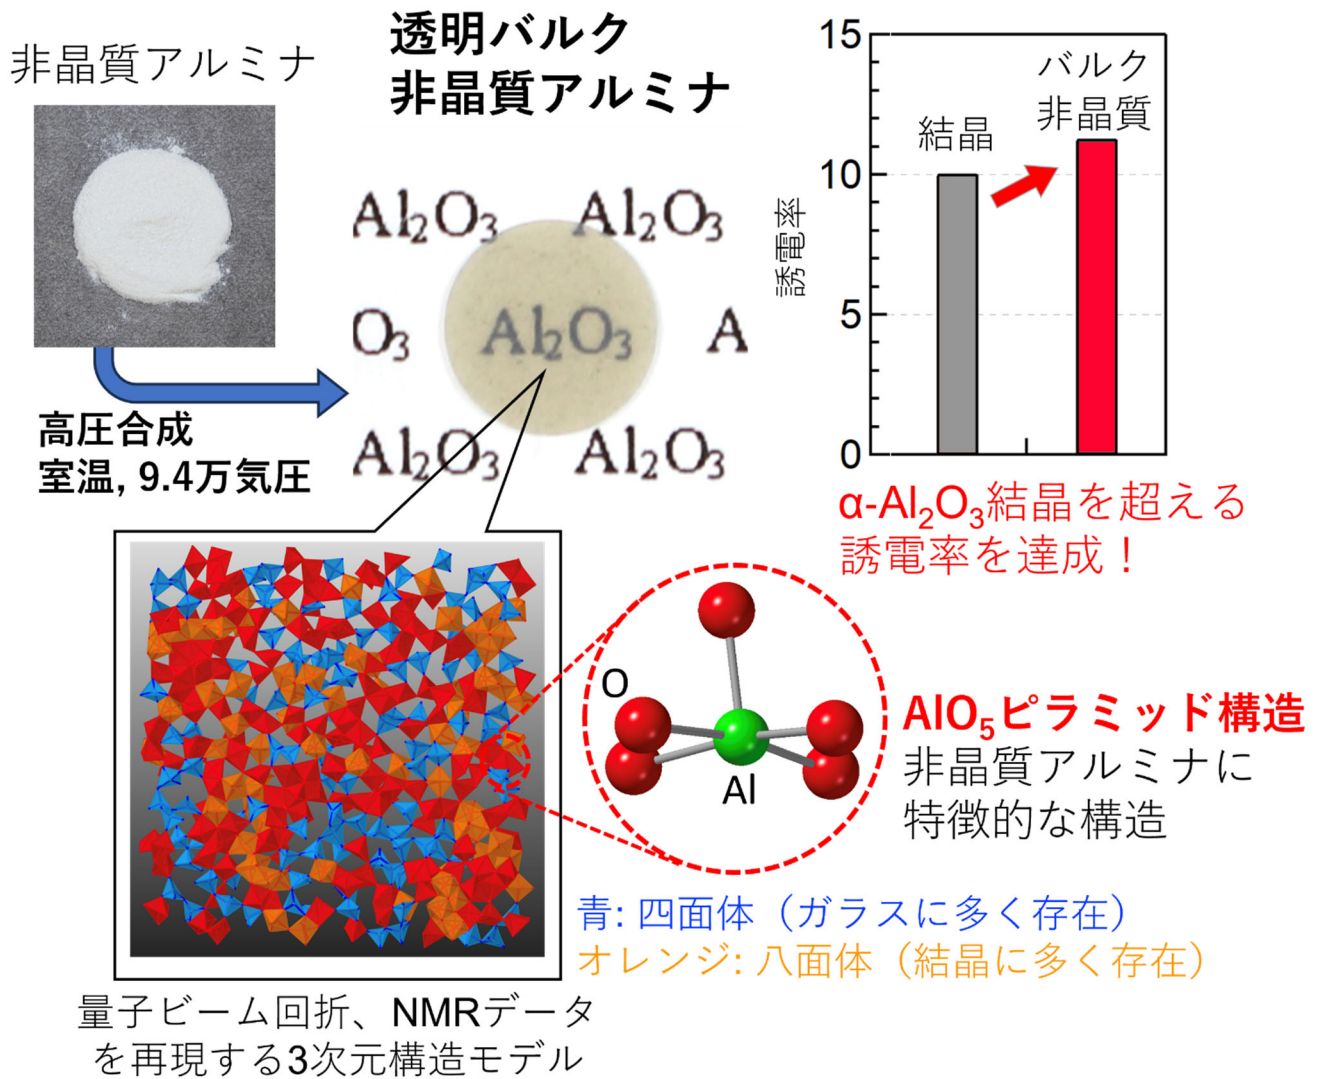 非晶質アルミナ
透明バルク
非晶質アルミナ
Al₂O₃ Al₂O₃
O₃ Al₂O₃ A
Al₂O₃ Al₂O₃
高圧合成
室温, 9.4万気圧
15
10
5
0
誘電率
結晶
バルク
非晶質
α-Al₂O₃結晶を超える
誘電率を達成！
O
Al
AlO₅ピラミッド構造
非晶質アルミナに
特徴的な構造
青: 四面体（ガラスに多く存在）
オレンジ: 八面体（結晶に多く存在）
量子ビーム回折、NMRデータ
を再現する3次元構造モデル